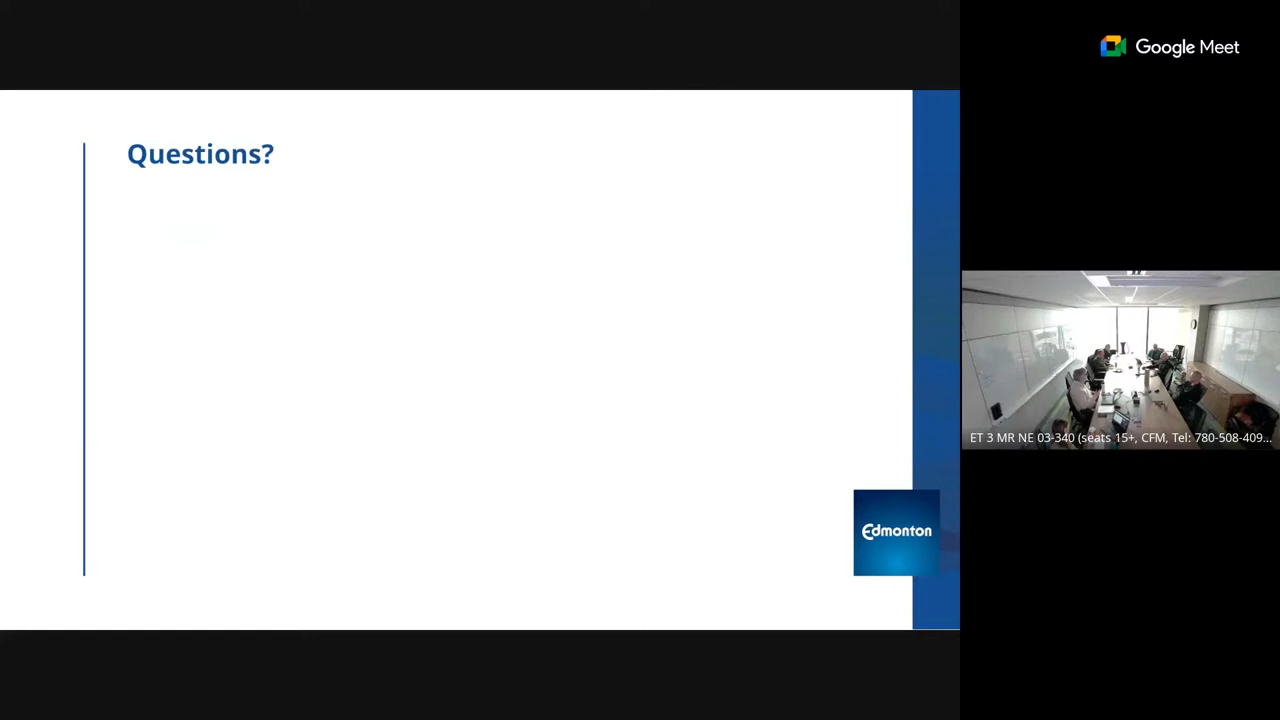 Google Meet
Questions?
Edmonton
ET 3 MR NE 03-340 (seats 15+, CFM, Tel: 780-508-409...